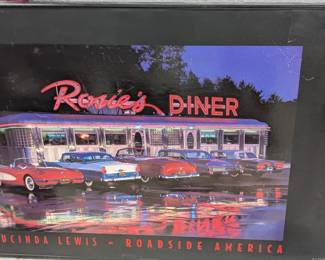 Rosie's DINER
UCINDA LEWIS - ROADSIDE AMERICA